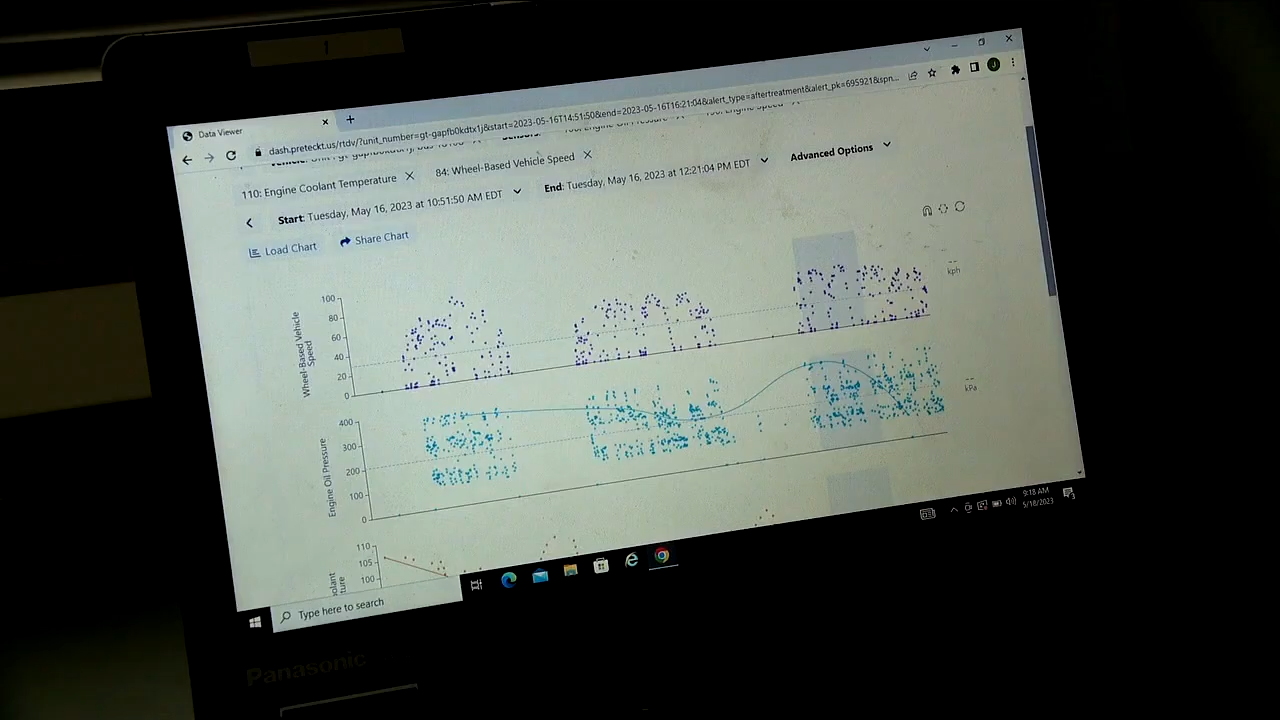 1
Data Viewer
dash.preteckt.us/rtdv/?unit_number=gt-gapfb0kdtx1j&start=2023-05-16T14:51:50&end=2023-05-16T16:21:04&alert_type=aftertreatment&alert_pk=695921&spn...
110: Engine Coolant Temperature
84: Wheel-Based Vehicle Speed
Start: Tuesday, May 16, 2023 at 10:51:50 AM EDT
End: Tuesday, May 16, 2023 at 12:21:04 PM EDT
Advanced Options
Load Chart
Share Chart
kph
100
80
60
40
20
0
Wheel-Based Vehicle
Speed
kPa
400
300
200
100
0
Engine Oil Pressure
110
105
100
Type here to search
9:18 AM
5/18/2023
Panasonic